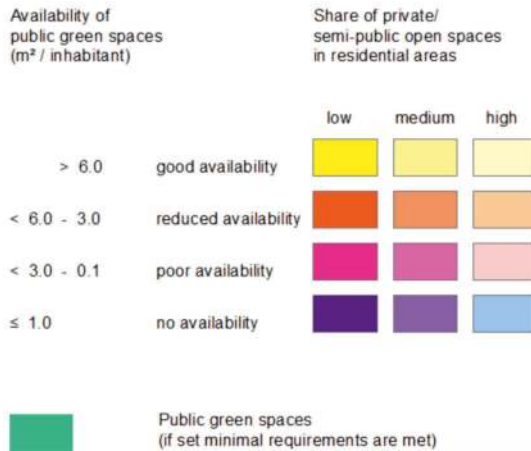 Availability of
public green spaces
(m² / inhabitant)
Share of private/
semi-public open spaces
in residential areas
low medium high
> 6.0 good availability
< 6.0 - 3.0 reduced availability
< 3.0 - 0.1 poor availability
≤ 1.0 no availability
Public green spaces
(if set minimal requirements are met)